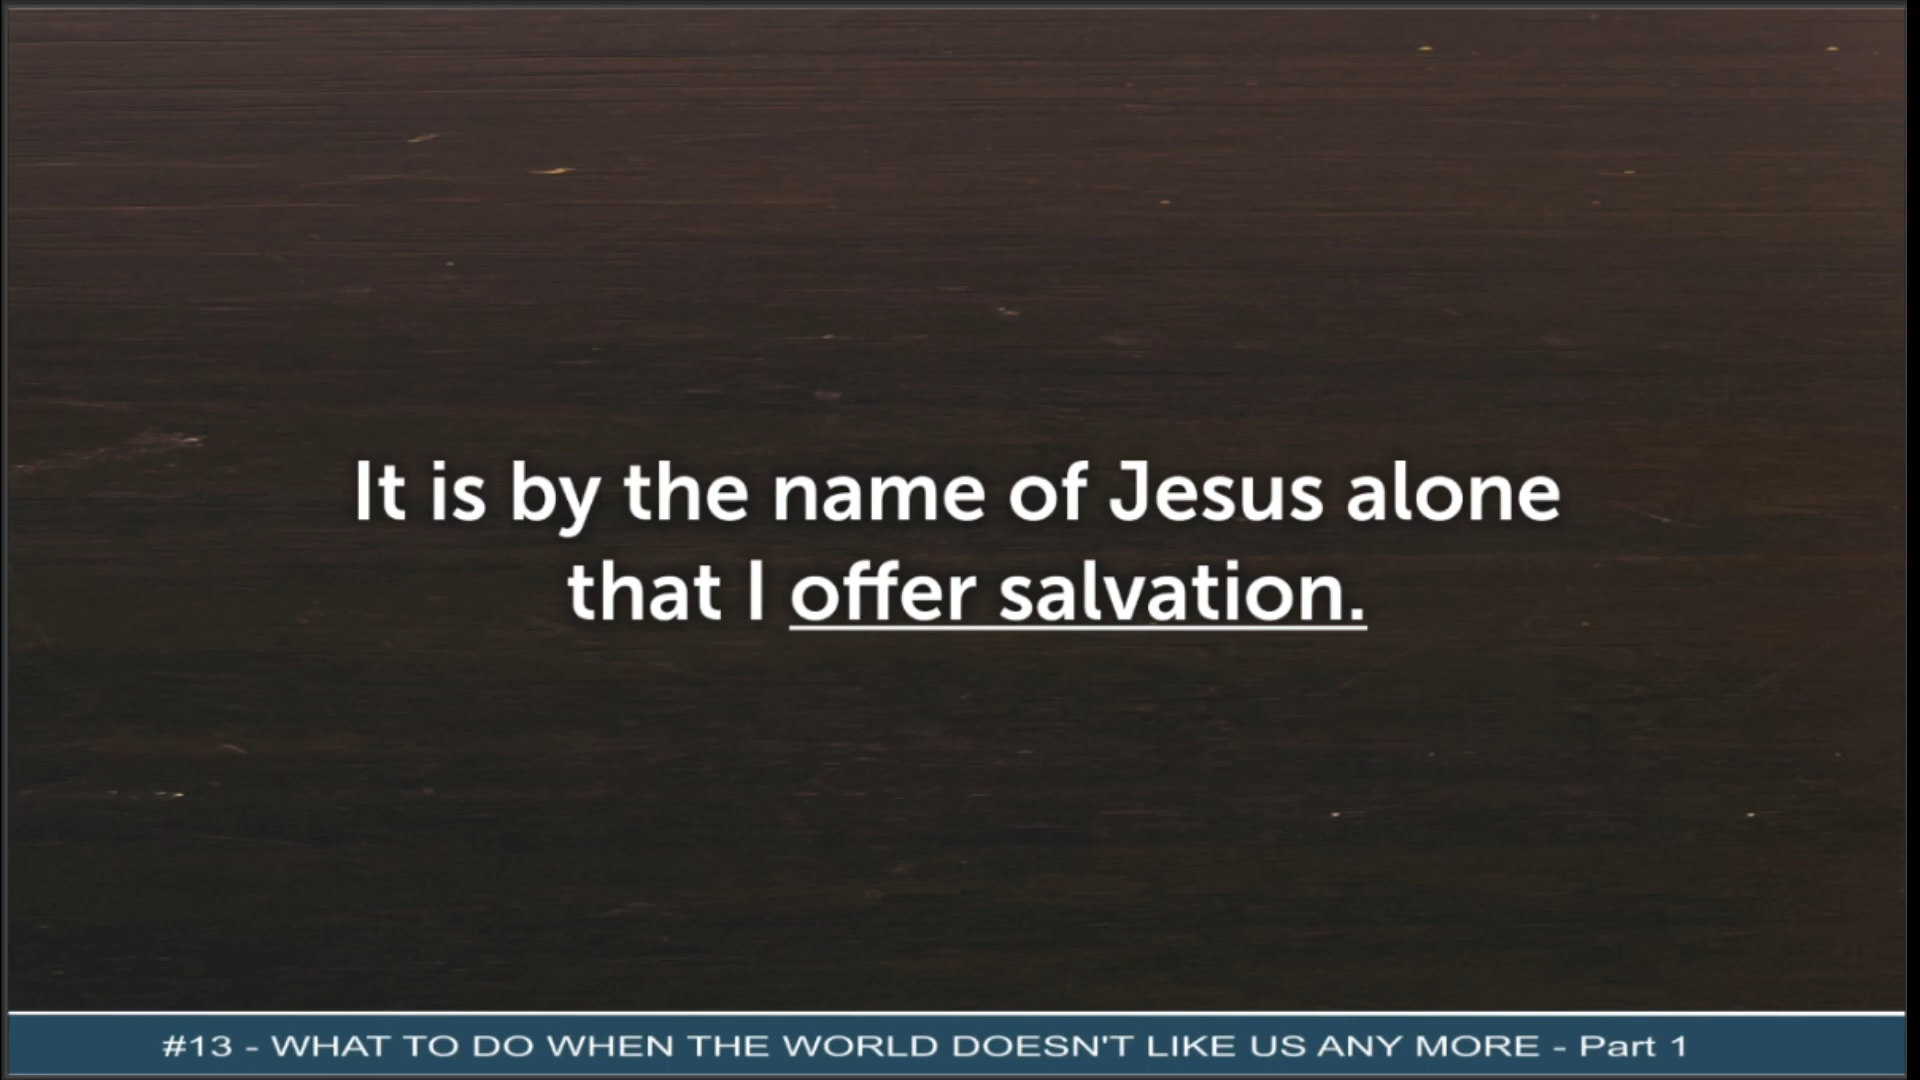 It is by the name of Jesus alone
that I offer salvation.
#13 - WHAT TO DO WHEN THE WORLD DOESN'T LIKE US ANY MORE - Part 1